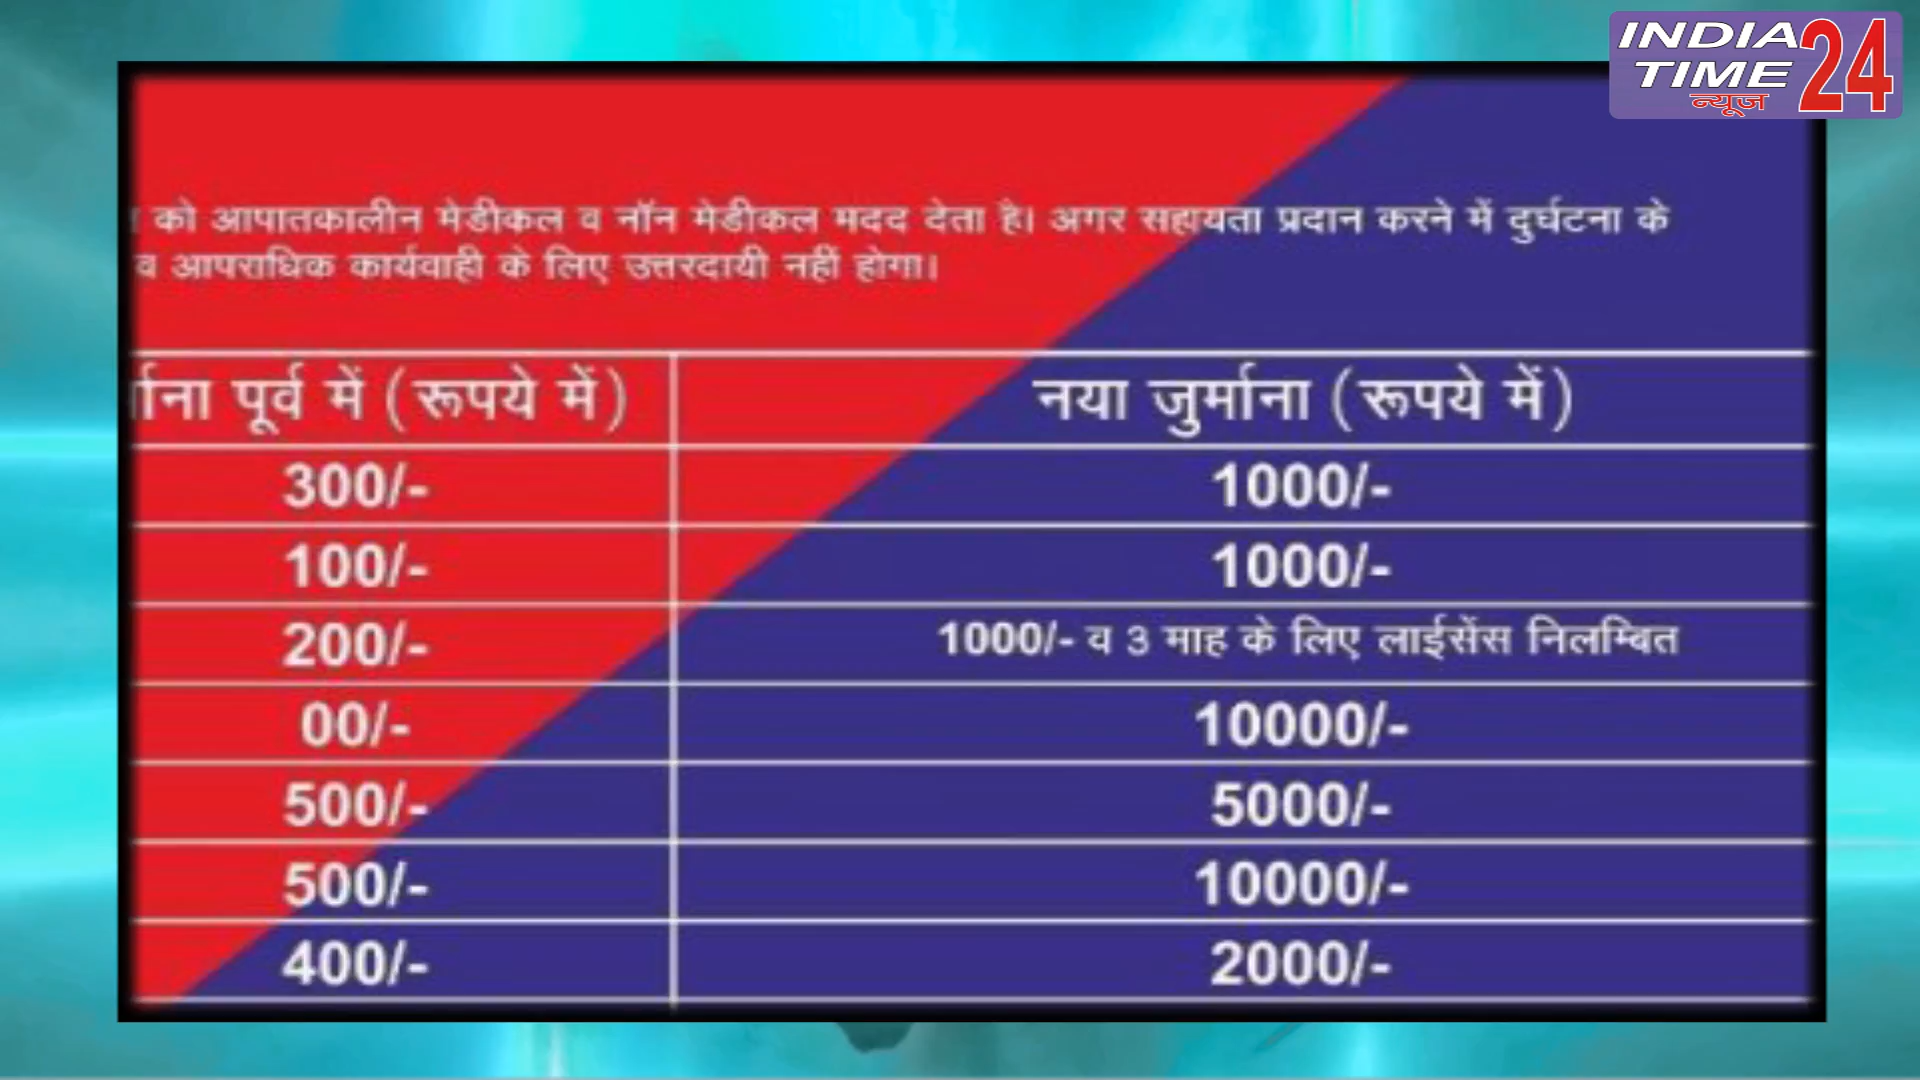 INDIA
TIME 24
न्यूज
को आपातकालीन मेडीकल व नॉन मेडीकल मदद देता है। अगर सहायता प्रदान करने में दुर्घटना के
व आपराधिक कार्यवाही के लिए उत्तरदायी नहीं होगा।
र्माना पूर्व में (रूपये में) नया जुर्माना (रूपये में)
300/- 1000/-
100/- 1000/-
200/- 1000/- व 3 माह के लिए लाईसेंस निलम्बित
00/- 10000/-
500/- 5000/-
500/- 10000/-
400/- 2000/-